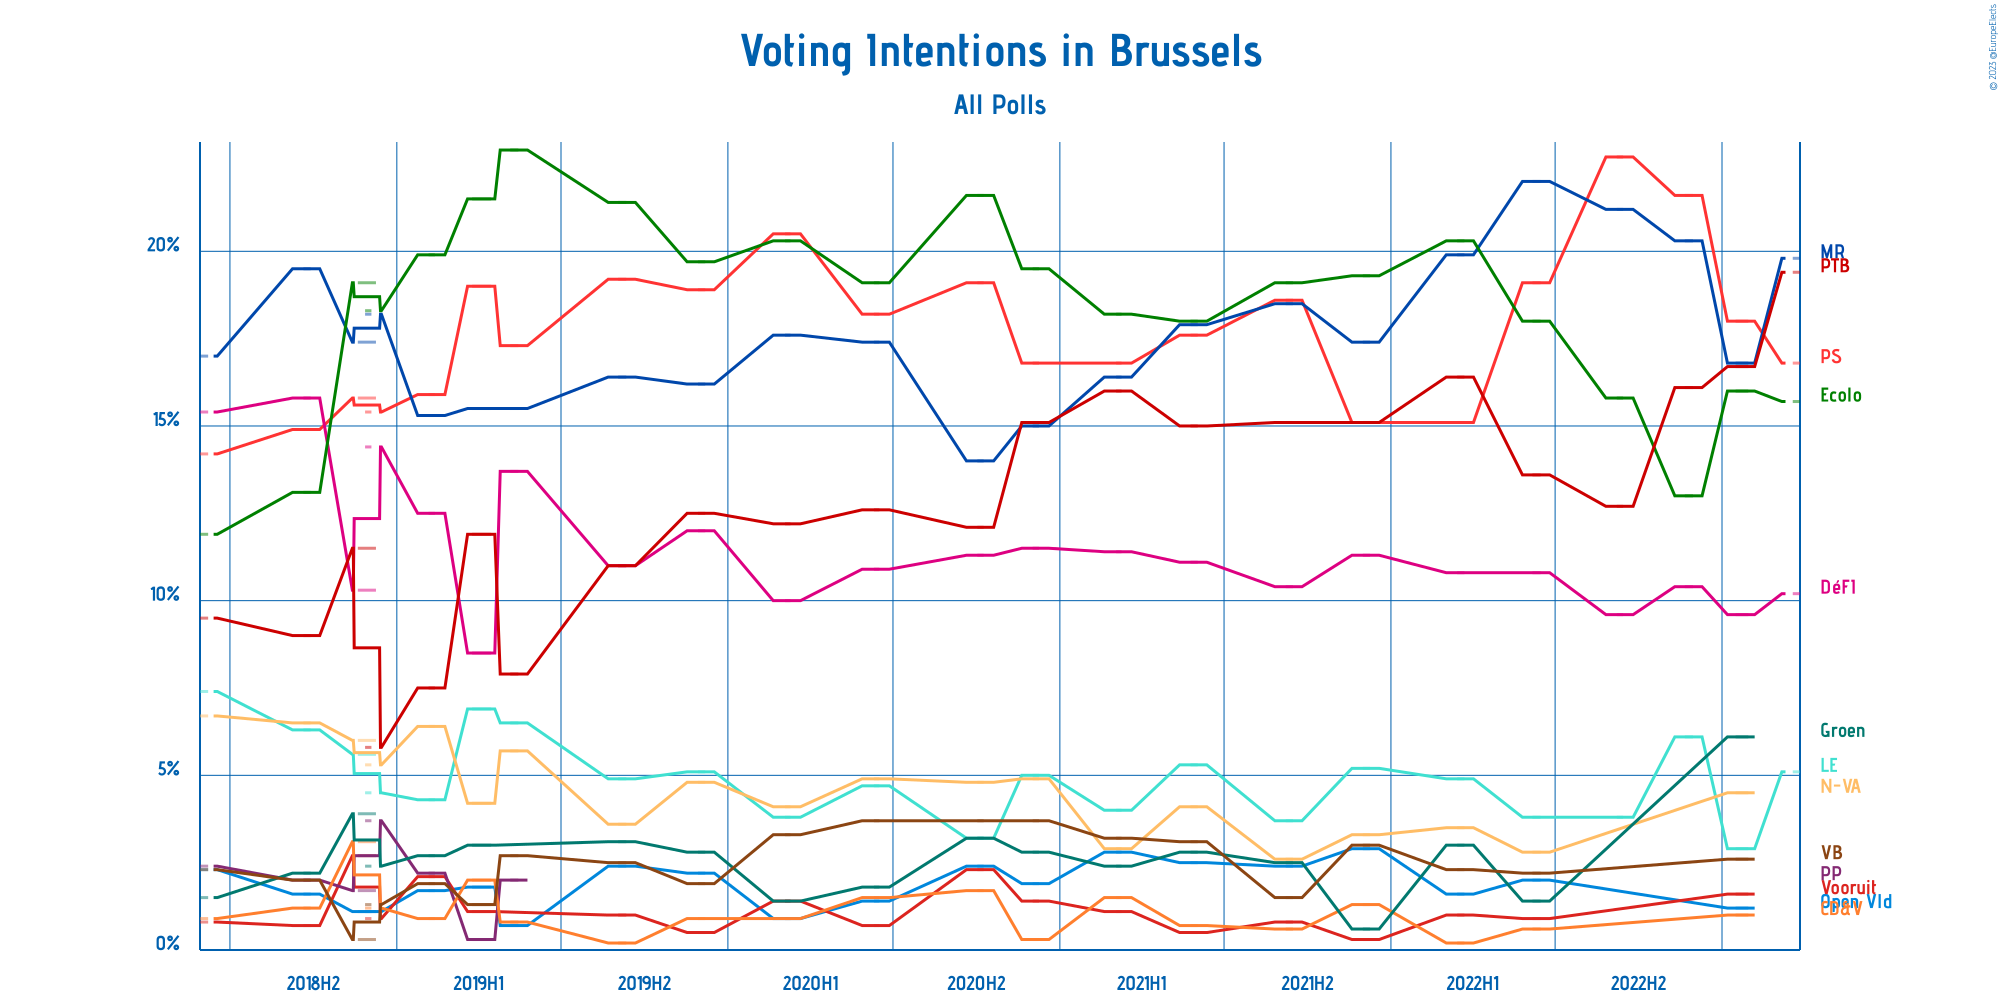 © 2023 @EuropeElects
Voting Intentions in Brussels
All Polls
20%
15%
10%
5%
0%
MR
PTB
PS
Ecolo
DéFI
Groen
LE
N-VA
VB
PP
Vooruit
Open Vld
CD&V
2018H2 2019H1 2019H2 2020H1 2020H2 2021H1 2021H2 2022H1 2022H2